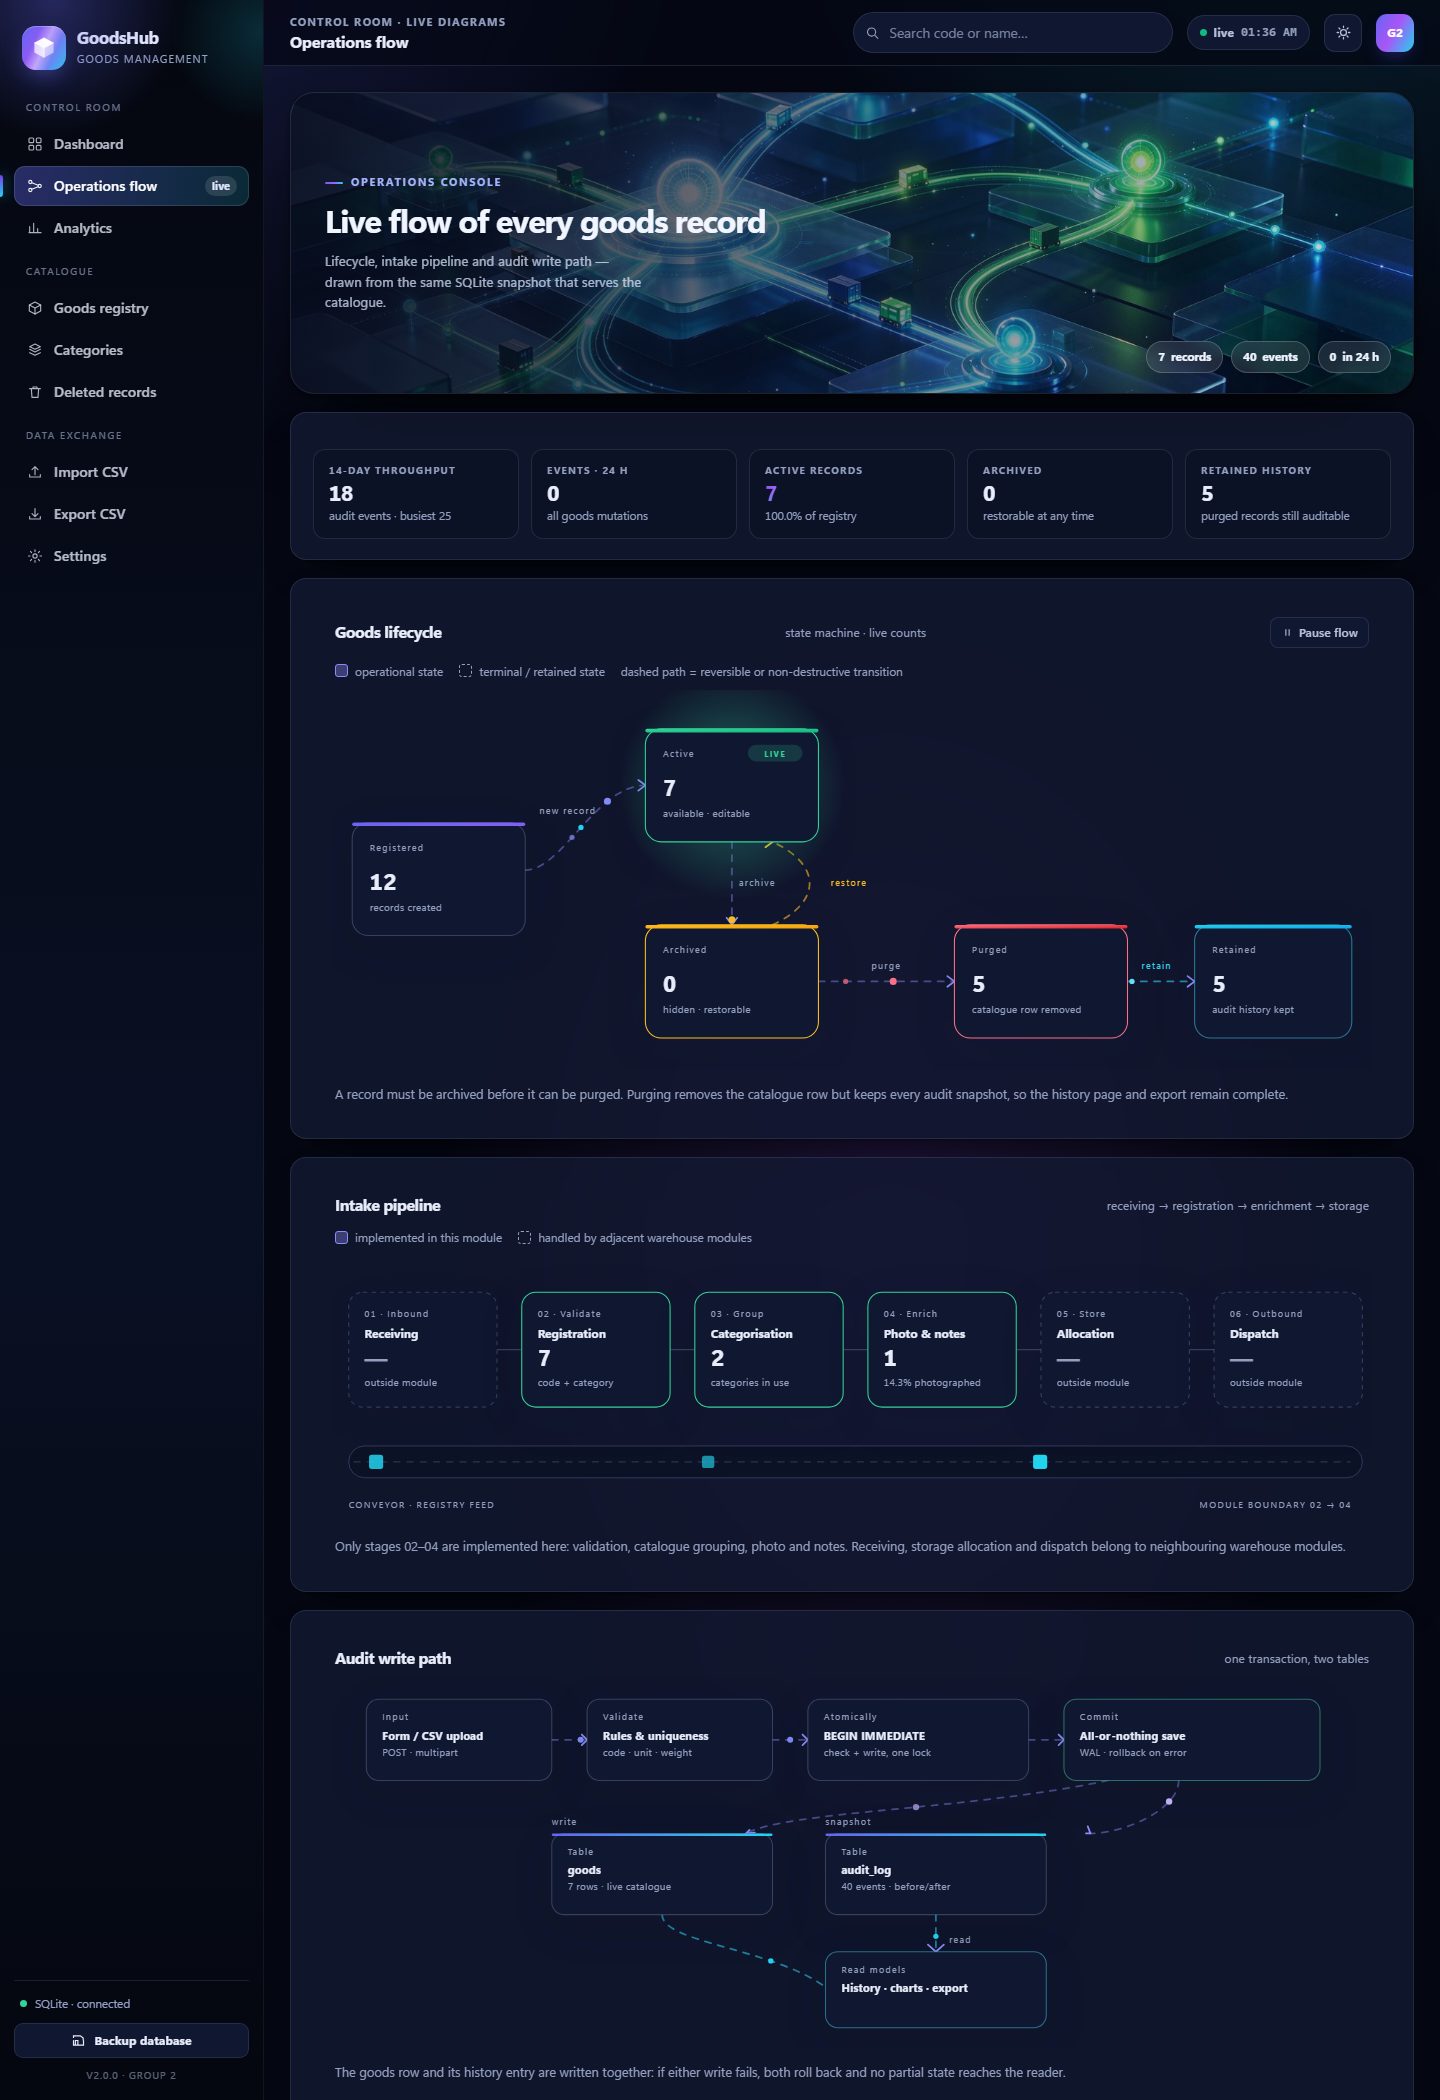 GoodsHub
GOODS MANAGEMENT
CONTROL ROOM
Dashboard
Operations flow
live
Analytics
CATALOGUE
Goods registry
Categories
Deleted records
DATA EXCHANGE
Import CSV
Export CSV
Settings
SQLite · connected
Backup database
V2.0.0 · GROUP 2
CONTROL ROOM · LIVE DIAGRAMS
Operations flow
Search code or name...
live 01:36 AM
G2
OPERATIONS CONSOLE
Live flow of every goods record
Lifecycle, intake pipeline and audit write path —
drawn from the same SQLite snapshot that serves the
catalogue.
7 records
40 events
0 in 24 h
14-DAY THROUGHPUT
18
audit events · busiest 25
EVENTS · 24 H
0
all goods mutations
ACTIVE RECORDS
7
100.0% of registry
ARCHIVED
0
restorable at any time
RETAINED HISTORY
5
purged records still auditable
Goods lifecycle
state machine · live counts
Pause flow
operational state
terminal / retained state
dashed path = reversible or non-destructive transition
Active
LIVE
7
available · editable
new record
Registered
12
records created
archive
restore
Archived
0
hidden · restorable
purge
Purged
5
catalogue row removed
retain
Retained
5
audit history kept
A record must be archived before it can be purged. Purging removes the catalogue row but keeps every audit snapshot, so the history page and export remain complete.
Intake pipeline
receiving → registration → enrichment → storage
implemented in this module
handled by adjacent warehouse modules
01 · Inbound
Receiving
—
outside module
02 · Validate
Registration
7
code + category
03 · Group
Categorisation
2
categories in use
04 · Enrich
Photo & notes
1
14.3% photographed
05 · Store
Allocation
—
outside module
06 · Outbound
Dispatch
—
outside module
CONVEYOR · REGISTRY FEED
MODULE BOUNDARY 02 → 04
Only stages 02–04 are implemented here: validation, catalogue grouping, photo and notes. Receiving, storage allocation and dispatch belong to neighbouring warehouse modules.
Audit write path
one transaction, two tables
Input
Form / CSV upload
POST · multipart
Validate
Rules & uniqueness
code · unit · weight
Atomically
BEGIN IMMEDIATE
check + write, one lock
Commit
All-or-nothing save
WAL · rollback on error
write
Table
goods
7 rows · live catalogue
snapshot
Table
audit_log
40 events · before/after
read
Read models
History · charts · export
The goods row and its history entry are written together: if either write fails, both roll back and no partial state reaches the reader.